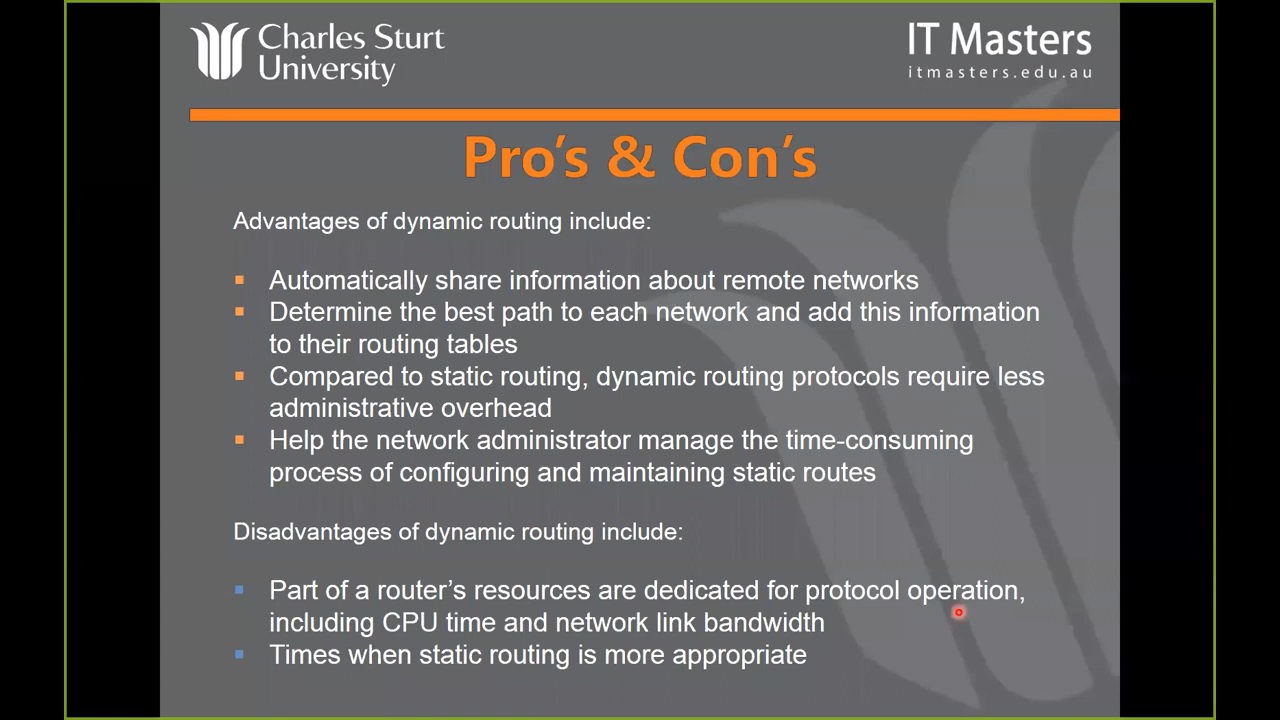 Charles Sturt
University
IT Masters
itmasters.edu.au
Pro's & Con's
Advantages of dynamic routing include:
Automatically share information about remote networks
Determine the best path to each network and add this information
to their routing tables
Compared to static routing, dynamic routing protocols require less
administrative overhead
Help the network administrator manage the time-consuming
process of configuring and maintaining static routes
Disadvantages of dynamic routing include:
Part of a router's resources are dedicated for protocol operation,
including CPU time and network link bandwidth
Times when static routing is more appropriate